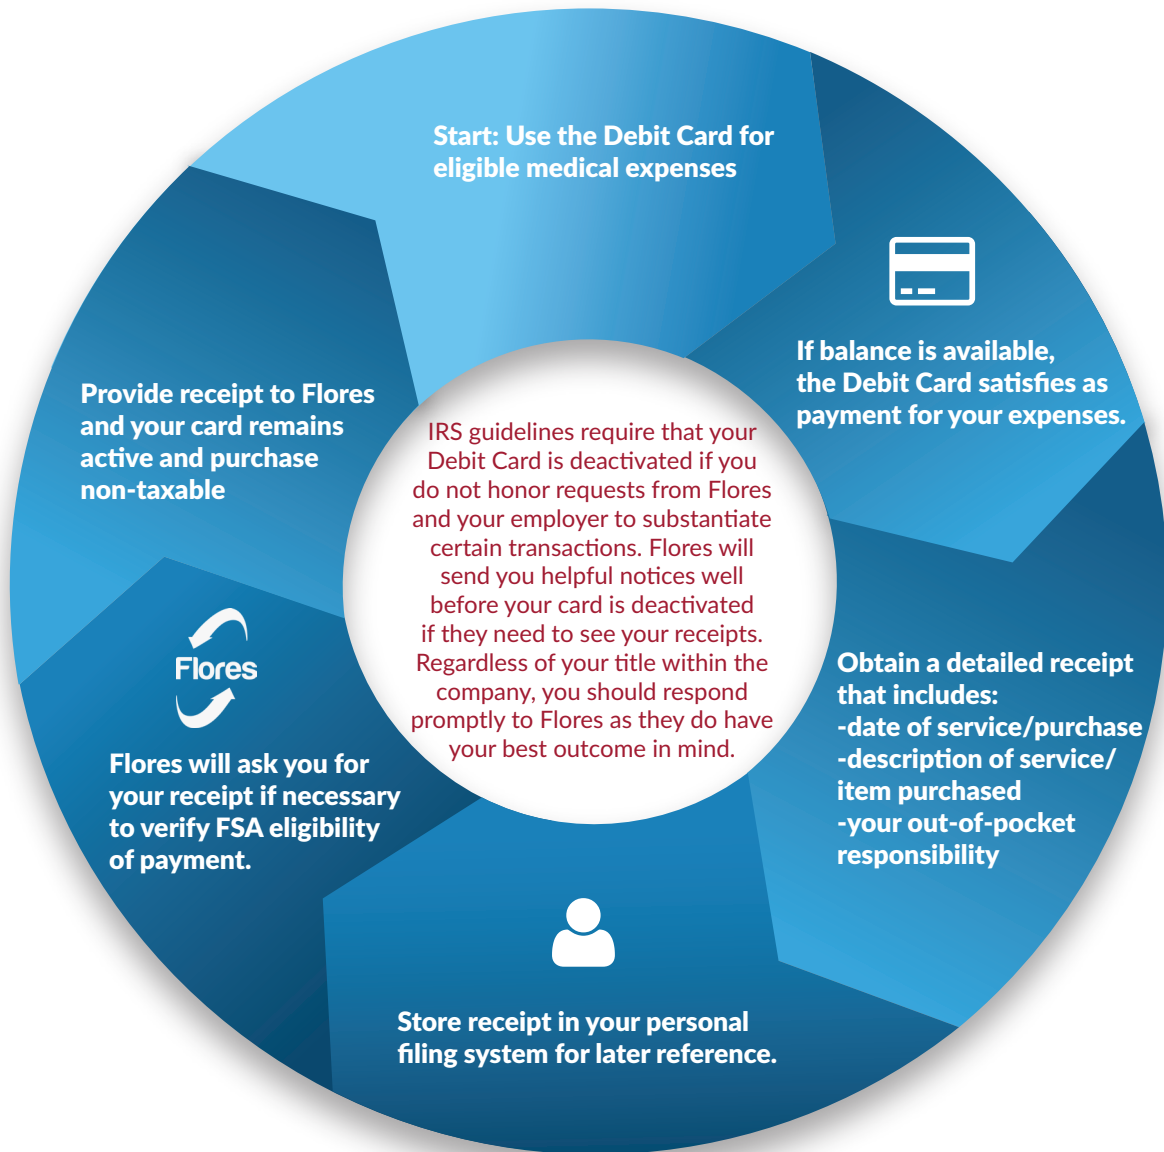 Start: Use the Debit Card for
eligible medical expenses
If balance is available,
the Debit Card satisfies as
payment for your expenses.
Obtain a detailed receipt
that includes:
-date of service/purchase
-description of service/
item purchased
-your out-of-pocket
responsibility
Store receipt in your personal
filing system for later reference.
Flores
Flores will ask you for
your receipt if necessary
to verify FSA eligibility
of payment.
Provide receipt to Flores
and your card remains
active and purchase
non-taxable
IRS guidelines require that your
Debit Card is deactivated if you
do not honor requests from Flores
and your employer to substantiate
certain transactions. Flores will
send you helpful notices well
before your card is deactivated
if they need to see your receipts.
Regardless of your title within the
company, you should respond
promptly to Flores as they do have
your best outcome in mind.